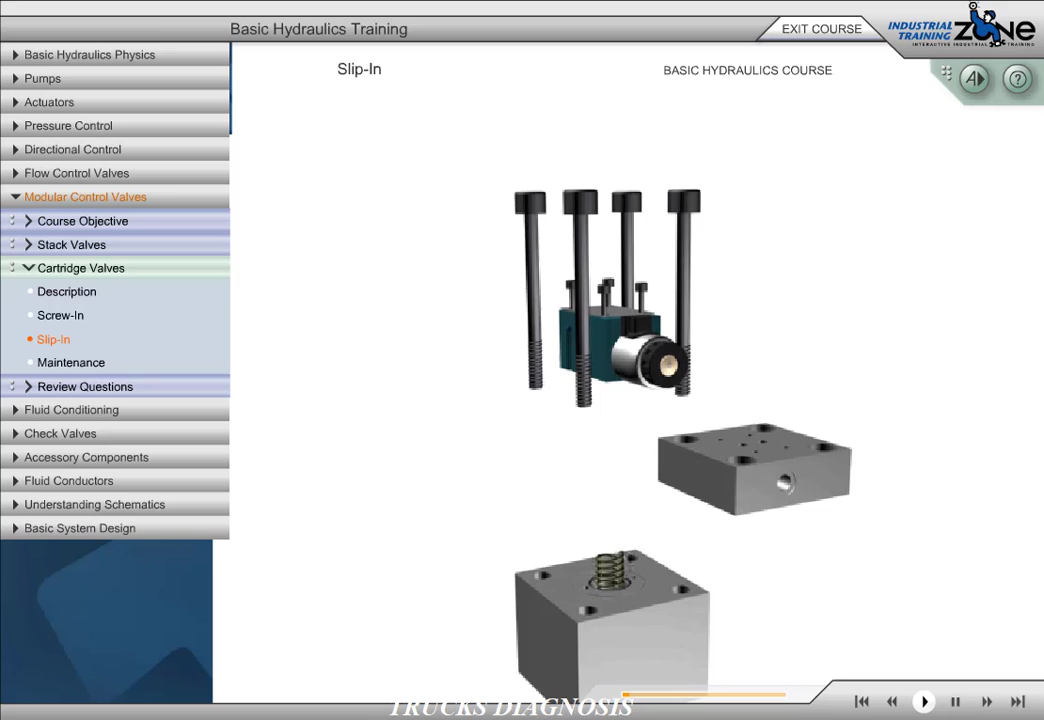 Basic Hydraulics Training
EXIT COURSE
INDUSTRIAL
TRAINING
ZONE
INTERACTIVE INDUSTRIAL TRAINING
Slip-In
BASIC HYDRAULICS COURSE
A
?
Basic Hydraulics Physics
Pumps
Actuators
Pressure Control
Directional Control
Flow Control Valves
Modular Control Valves
Course Objective
Stack Valves
Cartridge Valves
Description
Screw-In
Slip-In
Maintenance
Review Questions
Fluid Conditioning
Check Valves
Accessory Components
Fluid Conductors
Understanding Schematics
Basic System Design
TRUCKS DIAGNOSIS